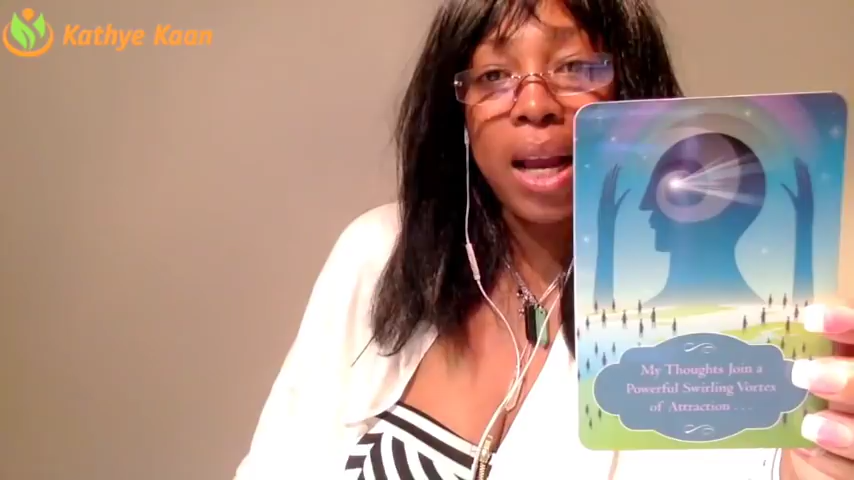 Kathye Kaan
My Thoughts Join a
Powerful Swirling Vortex
of Attraction . . .